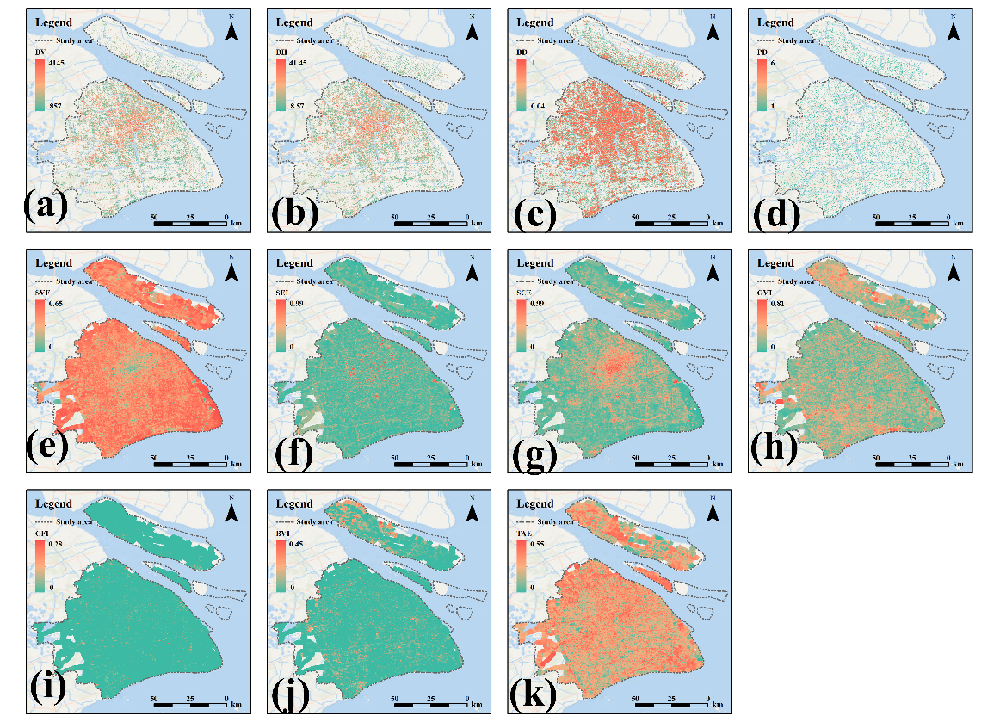 Legend
N
Study area
BV
4145
857
(a)
50 25 0
km
Legend
N
Study area
BH
41.45
8.57
(b)
50 25 0
km
Legend
N
Study area
BD
1
0.04
(c)
50 25 0
km
Legend
N
Study area
PD
6
1
(d)
50 25 0
km
Legend
N
Study area
SVF
0.65
0
(e)
50 25 0
km
Legend
N
Study area
SEI
0.99
0
(f)
50 25 0
km
Legend
N
Study area
SCE
0.99
0
(g)
50 25 0
km
Legend
N
Study area
GVI
0.81
0
(h)
50 25 0
km
Legend
N
Study area
CFI
0.28
0
(i)
50 25 0
km
Legend
N
Study area
BVI
0.45
0
(j)
50 25 0
km
Legend
N
Study area
TAE
0.55
0
(k)
50 25 0
km